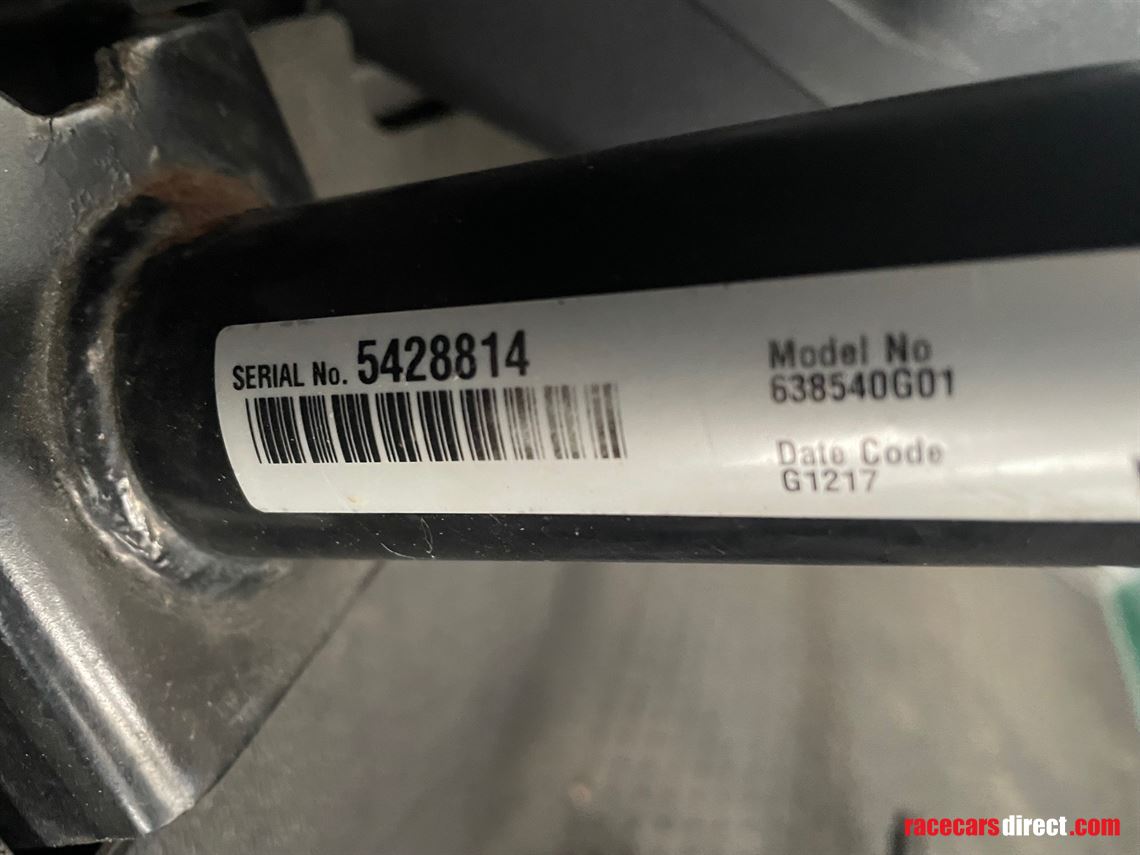 SERIAL No. 5428814
Model No
638540G01
Date Code
G1217
racecarsdirect.com